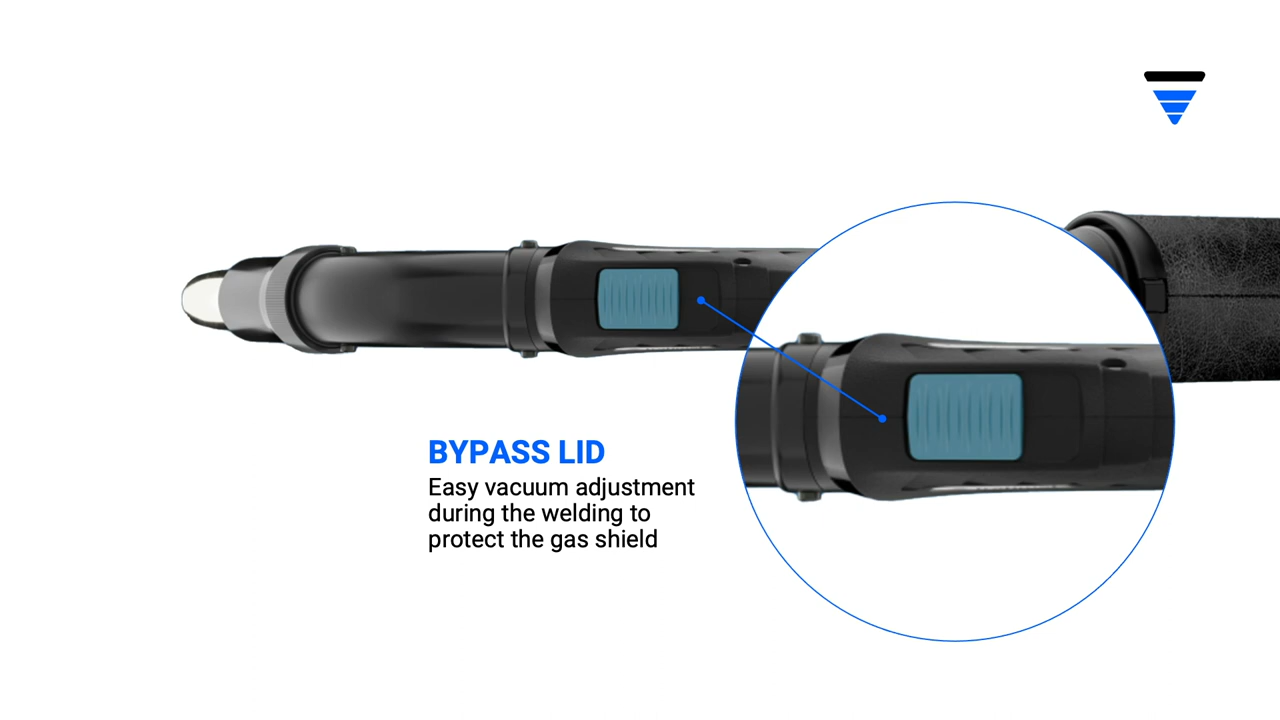 BYPASS LID
Easy vacuum adjustment
during the welding to
protect the gas shield